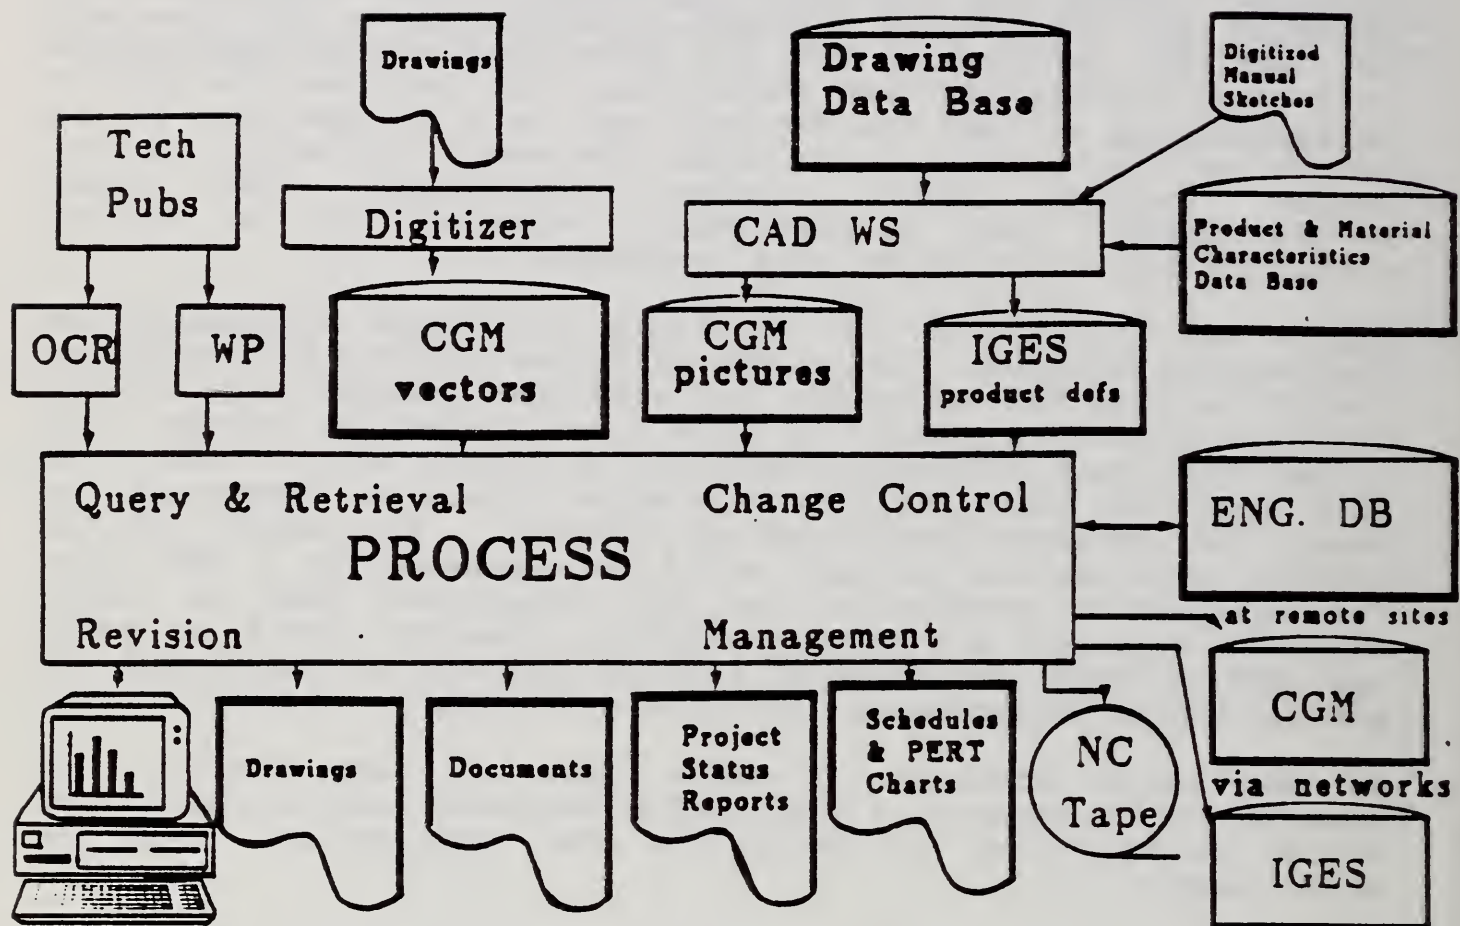 Drawings
Drawing
Data Base
Digitized
Manual
Sketches
Tech
Pubs
Digitizer
CAD WS
Product & Material
Characteristics
Data Base
OCR
WP
CGM
vectors
CGM
pictures
IGES
product defs
Query & Retrieval
Change Control
PROCESS
ENG. DB
Revision
Management
at remote sites
CGM
via networks
IGES
Drawings
Documents
Project
Status
Reports
Schedules
& PERT
Charts
NC
Tape